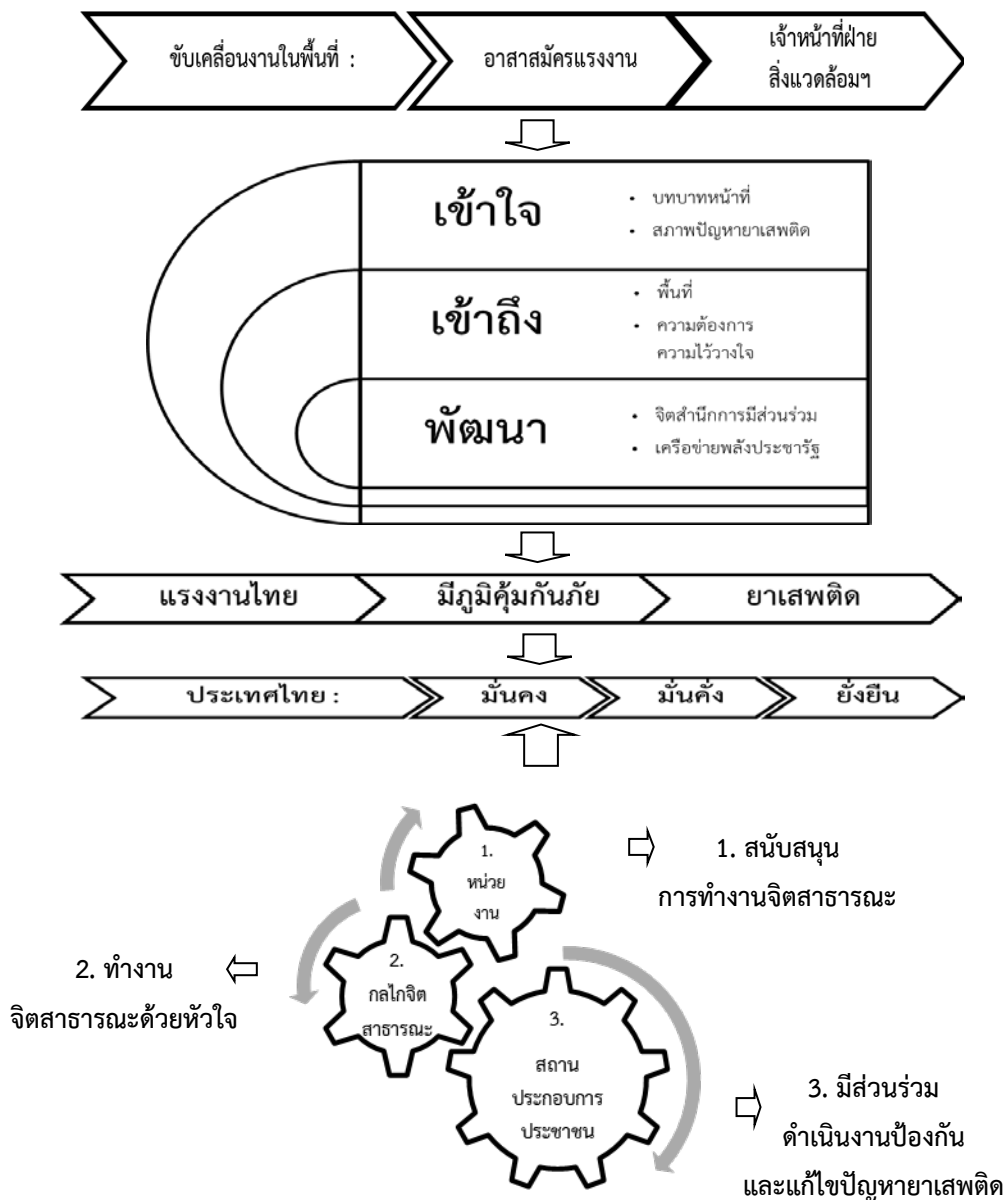 ขับเคลื่อนงานในพื้นที่ :
อาสาสมัครแรงงาน
เจ้าหน้าที่ฝ่าย
สิ่งแวดล้อมฯ
เข้าใจ
• บทบาทหน้าที่
• สภาพปัญหายาเสพติด
เข้าถึง
• พื้นที่
• ความต้องการ
ความไว้วางใจ
พัฒนา
• จิตสำนึกการมีส่วนร่วม
• เครือข่ายพลังประชารัฐ
แรงงานไทย
มีภูมิคุ้มกันภัย
ยาเสพติด
ประเทศไทย :
มั่นคง
มั่นคั่ง
ยั่งยืน
1.
หน่วย
งาน
1. สนับสนุน
การทำงานจิตสาธารณะ
2.
กลไกจิต
สาธารณะ
2. ทำงาน
จิตสาธารณะด้วยหัวใจ
3.
สถาน
ประกอบการ
ประชาชน
3. มีส่วนร่วม
ดำเนินงานป้องกัน
และแก้ไขปัญหายาเสพติด